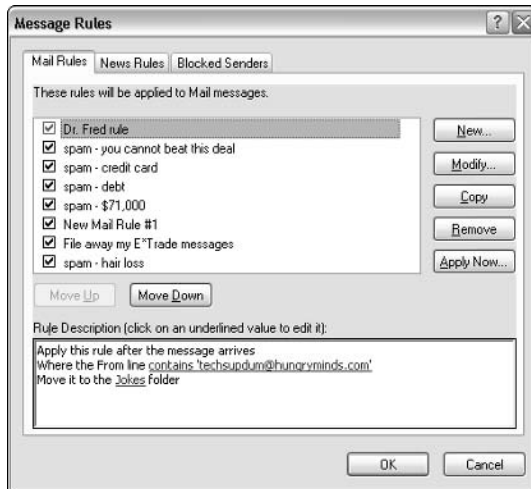 Message Rules
Mail Rules
News Rules
Blocked Senders
These rules will be applied to Mail messages.
Dr. Fred rule
spam - you cannot beat this deal
spam - credit card
spam - debt
spam - $71,000
New Mail Rule #1
File away my E*Trade messages
spam - hair loss
New...
Modify...
Copy
Remove
Apply Now...
Move Up
Move Down
Rule Description (click on an underlined value to edit it):
Apply this rule after the message arrives
Where the From line contains 'techsupdum@hungryminds.com'
Move it to the Jokes folder
OK
Cancel